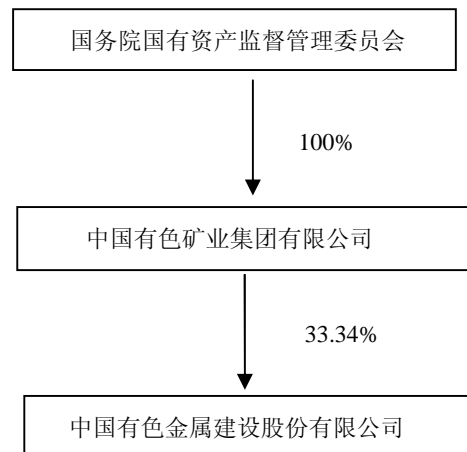 国务院国有资产监督管理委员会
100%
中国有色矿业集团有限公司
33.34%
中国有色金属建设股份有限公司